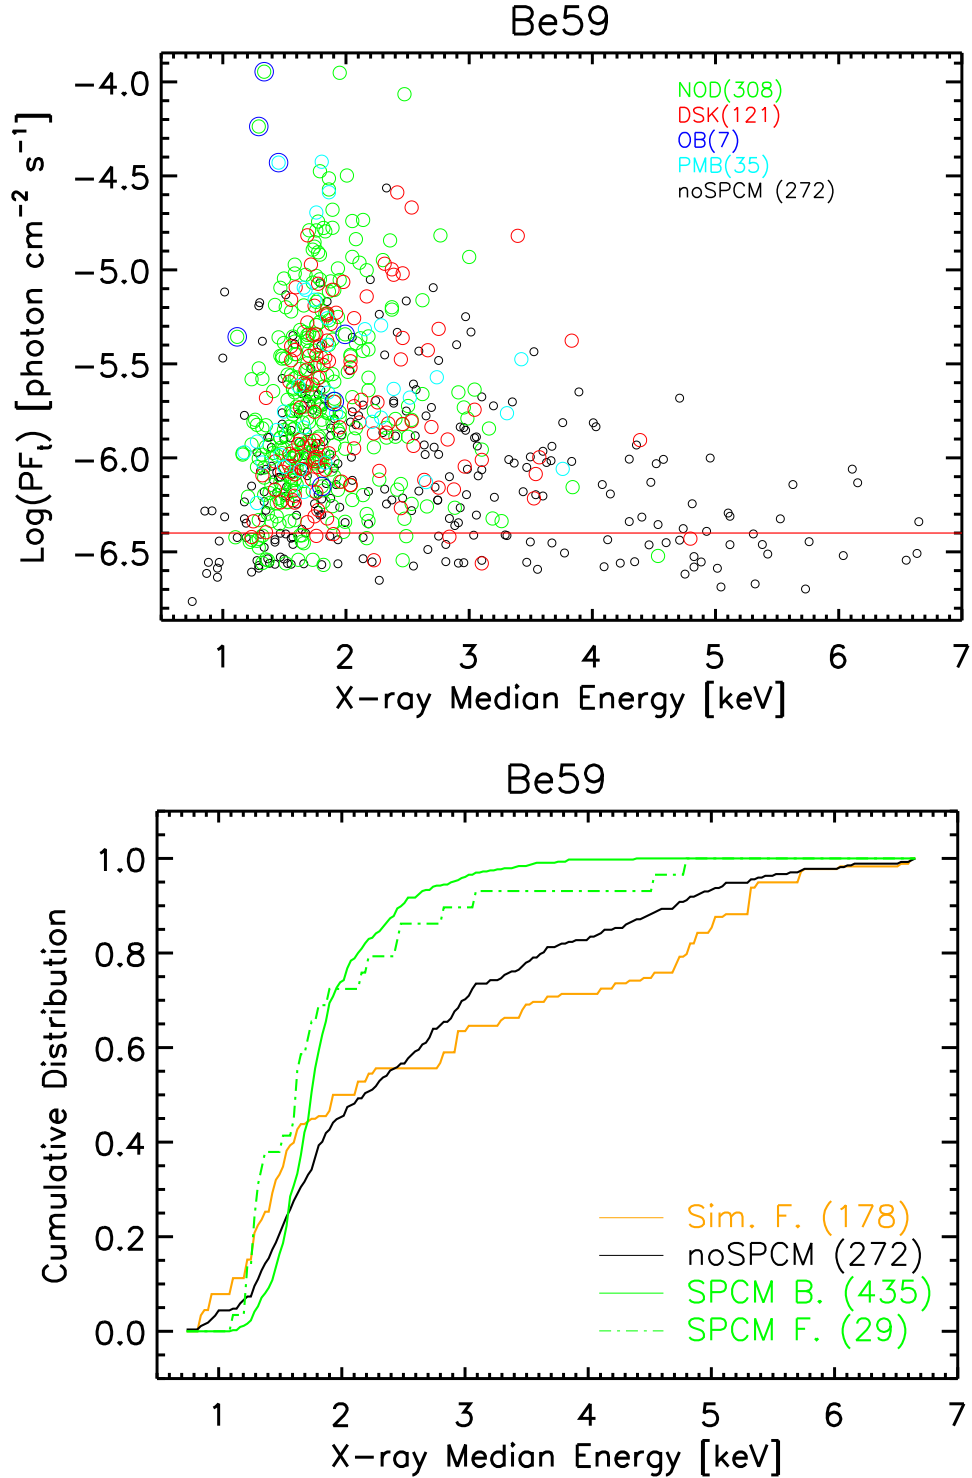 Be59
−4.0
−4.5
−5.0
−5.5
−6.0
−6.5
Log(PF_t) [photon cm⁻² s⁻¹]
NOD(308)
DSK(121)
OB(7)
PMB(35)
noSPCM (272)
1 2 3 4 5 6 7
X−ray Median Energy [keV]
Be59
1.0
0.8
0.6
0.4
0.2
0.0
Cumulative Distribution
Sim. F. (178)
noSPCM (272)
SPCM B. (435)
SPCM F. (29)
1 2 3 4 5 6 7
X−ray Median Energy [keV]